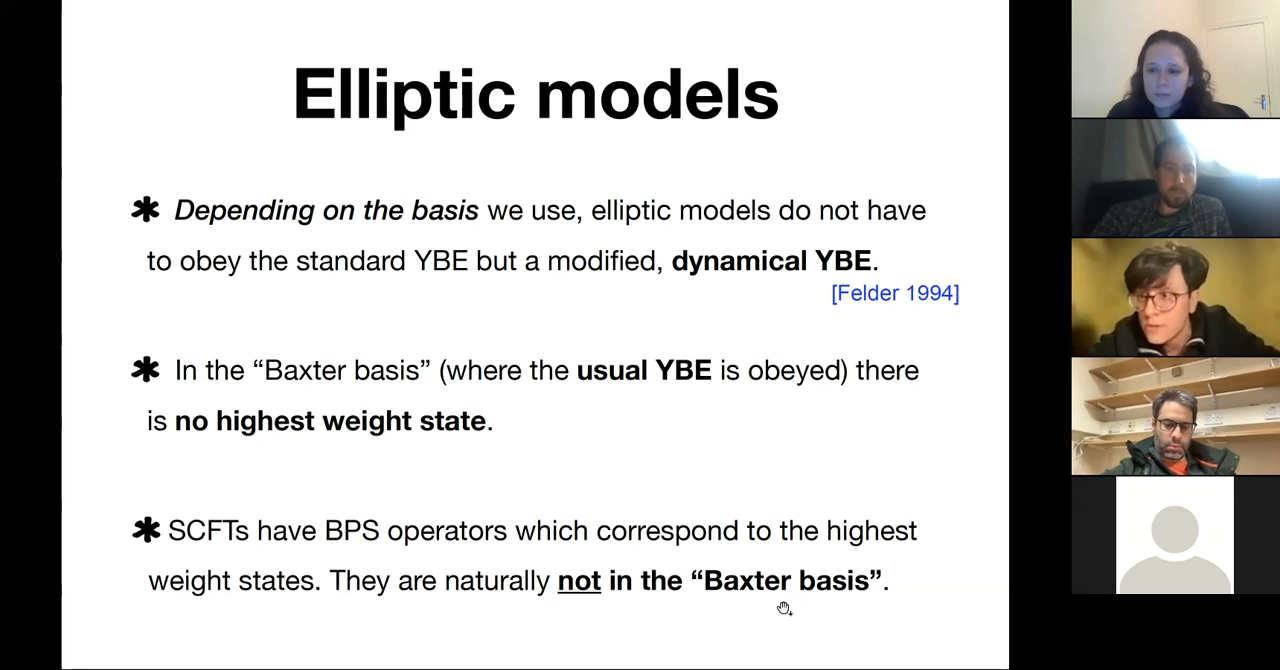 Elliptic models
✱ Depending on the basis we use, elliptic models do not have
to obey the standard YBE but a modified, dynamical YBE.
[Felder 1994]
✱ In the “Baxter basis” (where the usual YBE is obeyed) there
is no highest weight state.
✱ SCFTs have BPS operators which correspond to the highest
weight states. They are naturally not in the “Baxter basis”.